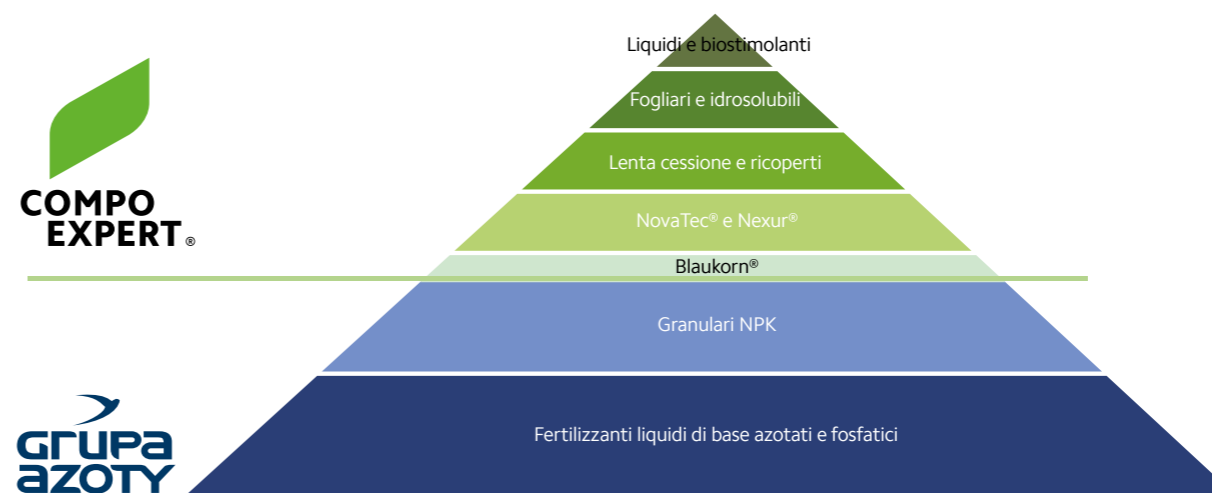 Liquidi e biostimolanti
Fogliari e idrosolubili
Lenta cessione e ricoperti
NovaTec® e Nexur®
Blaukorn®
Granulari NPK
Fertilizzanti liquidi di base azotati e fosfatici
COMPO
EXPERT®
GRUPA
AZOTY